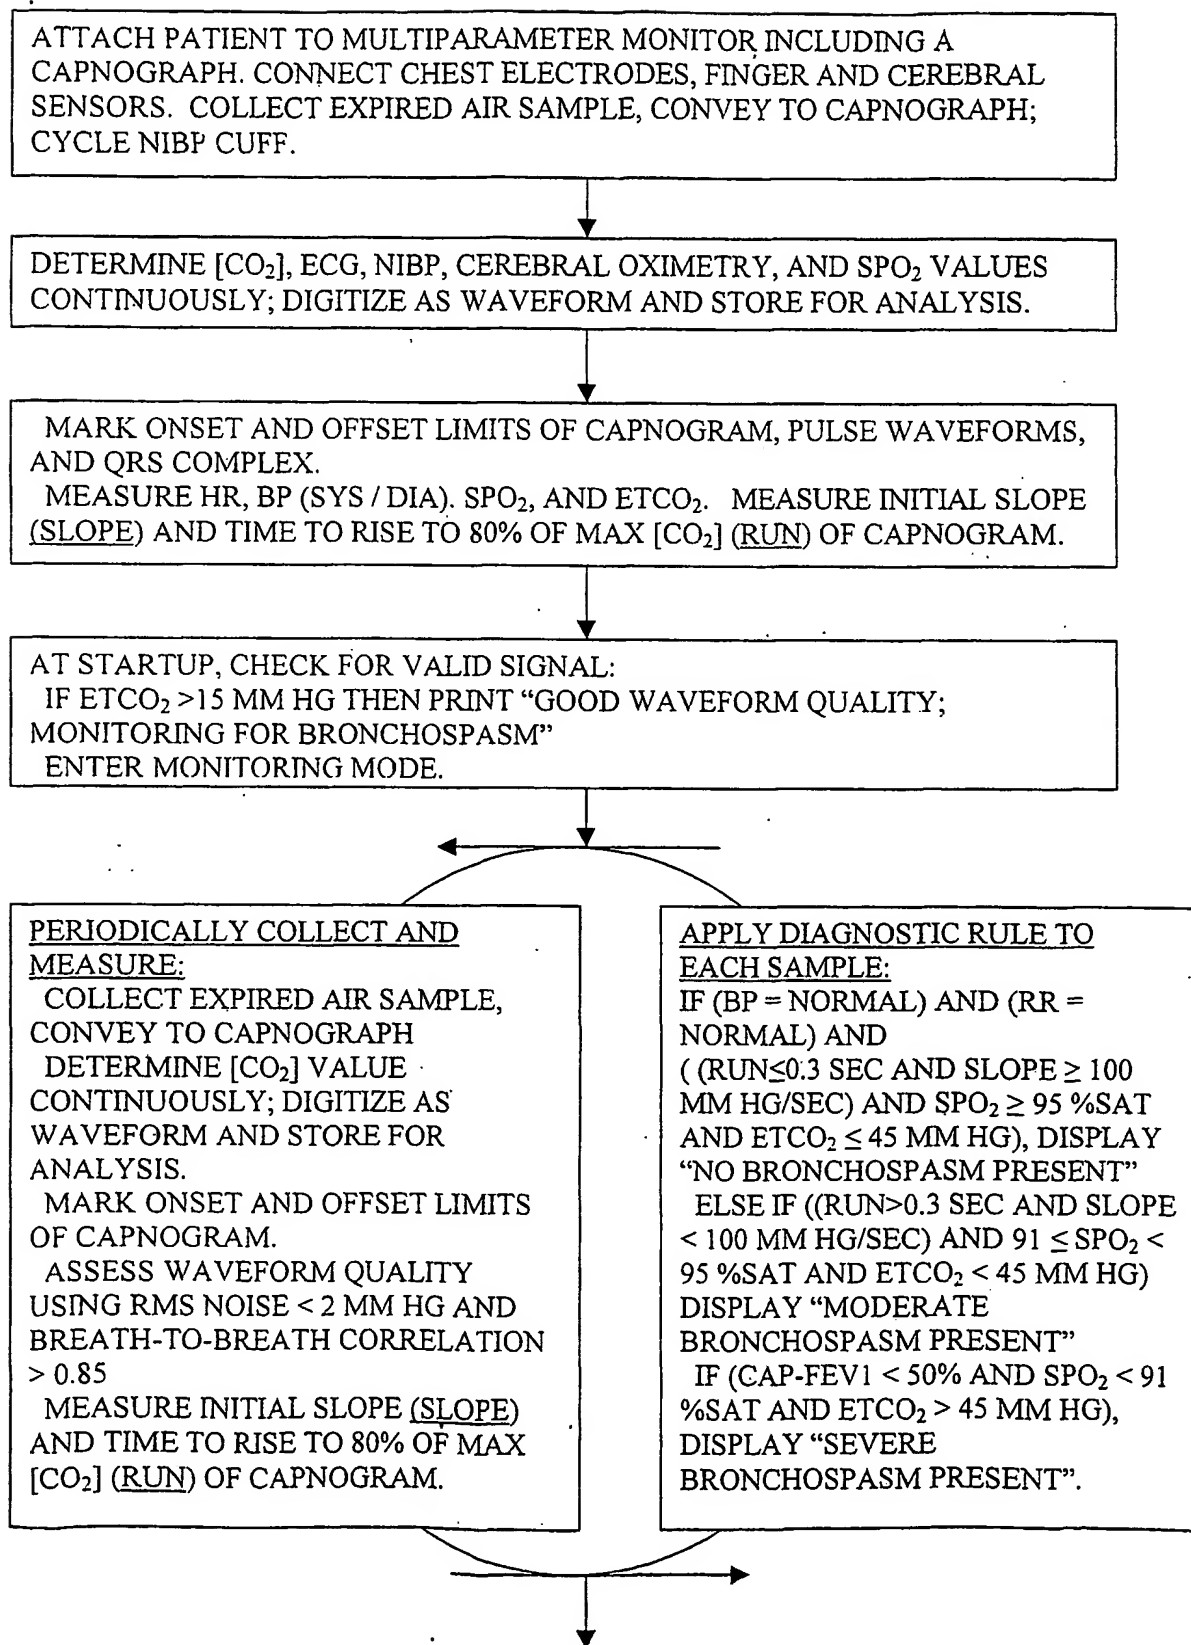 ATTACH PATIENT TO MULTIPARAMETER MONITOR INCLUDING A
CAPNOGRAPH. CONNECT CHEST ELECTRODES, FINGER AND CEREBRAL
SENSORS. COLLECT EXPIRED AIR SAMPLE, CONVEY TO CAPNOGRAPH;
CYCLE NIBP CUFF.
DETERMINE [CO₂], ECG, NIBP, CEREBRAL OXIMETRY, AND SPO₂ VALUES
CONTINUOUSLY; DIGITIZE AS WAVEFORM AND STORE FOR ANALYSIS.
MARK ONSET AND OFFSET LIMITS OF CAPNOGRAM, PULSE WAVEFORMS,
AND QRS COMPLEX.
MEASURE HR, BP (SYS / DIA). SPO₂, AND ETCO₂. MEASURE INITIAL SLOPE
(SLOPE) AND TIME TO RISE TO 80% OF MAX [CO₂] (RUN) OF CAPNOGRAM.
AT STARTUP, CHECK FOR VALID SIGNAL:
IF ETCO₂ >15 MM HG THEN PRINT “GOOD WAVEFORM QUALITY;
MONITORING FOR BRONCHOSPASM”
ENTER MONITORING MODE.
PERIODICALLY COLLECT AND
MEASURE:
COLLECT EXPIRED AIR SAMPLE,
CONVEY TO CAPNOGRAPH
DETERMINE [CO₂] VALUE
CONTINUOUSLY; DIGITIZE AS
WAVEFORM AND STORE FOR
ANALYSIS.
MARK ONSET AND OFFSET LIMITS
OF CAPNOGRAM.
ASSESS WAVEFORM QUALITY
USING RMS NOISE < 2 MM HG AND
BREATH-TO-BREATH CORRELATION
> 0.85
MEASURE INITIAL SLOPE (SLOPE)
AND TIME TO RISE TO 80% OF MAX
[CO₂] (RUN) OF CAPNOGRAM.
APPLY DIAGNOSTIC RULE TO
EACH SAMPLE:
IF (BP = NORMAL) AND (RR =
NORMAL) AND
( (RUN≤0.3 SEC AND SLOPE ≥ 100
MM HG/SEC) AND SPO₂ ≥ 95 %SAT
AND ETCO₂ ≤ 45 MM HG), DISPLAY
“NO BRONCHOSPASM PRESENT”
ELSE IF ((RUN>0.3 SEC AND SLOPE
< 100 MM HG/SEC) AND 91 ≤ SPO₂ <
95 %SAT AND ETCO₂ < 45 MM HG)
DISPLAY “MODERATE
BRONCHOSPASM PRESENT”
IF (CAP-FEV1 < 50% AND SPO₂ < 91
%SAT AND ETCO₂ > 45 MM HG),
DISPLAY “SEVERE
BRONCHOSPASM PRESENT”.